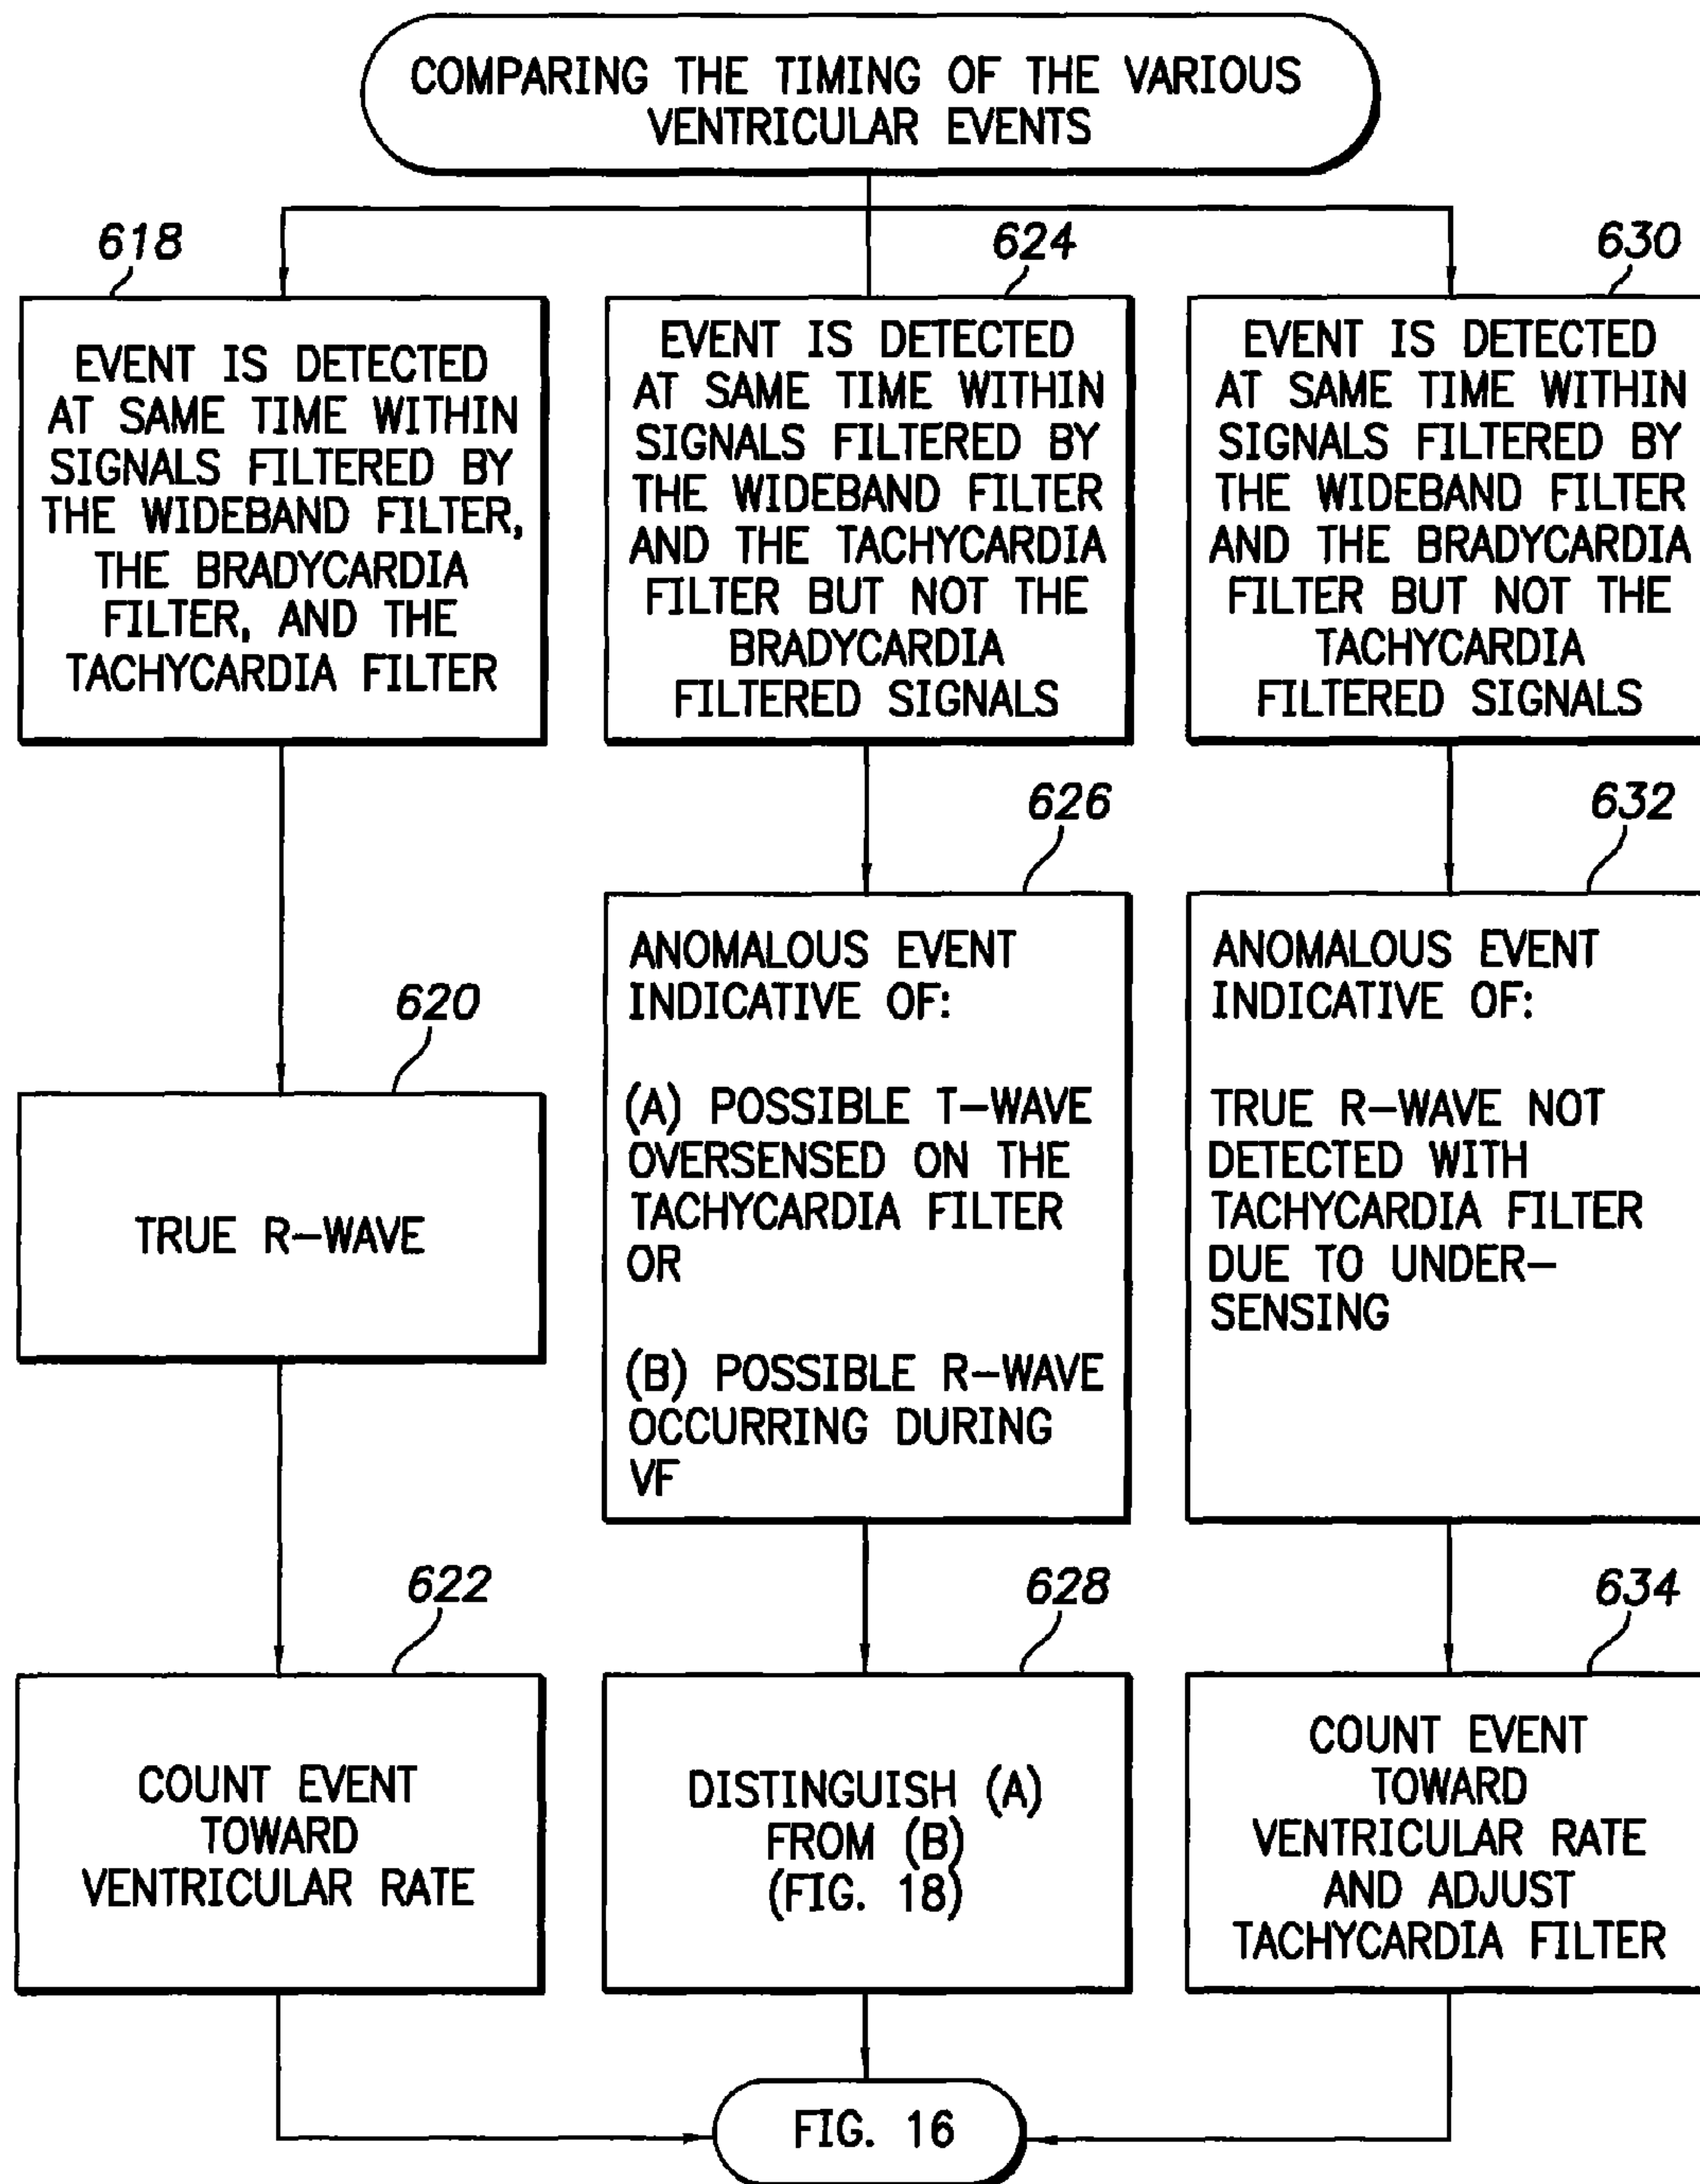 COMPARING THE TIMING OF THE VARIOUS
VENTRICULAR EVENTS
618
EVENT IS DETECTED
AT SAME TIME WITHIN
SIGNALS FILTERED BY
THE WIDEBAND FILTER,
THE BRADYCARDIA
FILTER, AND THE
TACHYCARDIA FILTER
620
TRUE R–WAVE
622
COUNT EVENT
TOWARD
VENTRICULAR RATE
624
EVENT IS DETECTED
AT SAME TIME WITHIN
SIGNALS FILTERED BY
THE WIDEBAND FILTER
AND THE TACHYCARDIA
FILTER BUT NOT THE
BRADYCARDIA
FILTERED SIGNALS
626
ANOMALOUS EVENT
INDICATIVE OF:
(A) POSSIBLE T–WAVE
OVERSENSED ON THE
TACHYCARDIA FILTER
OR
(B) POSSIBLE R–WAVE
OCCURRING DURING
VF
628
DISTINGUISH (A)
FROM (B)
(FIG. 18)
630
EVENT IS DETECTED
AT SAME TIME WITHIN
SIGNALS FILTERED BY
THE WIDEBAND FILTER
AND THE BRADYCARDIA
FILTER BUT NOT THE
TACHYCARDIA
FILTERED SIGNALS
632
ANOMALOUS EVENT
INDICATIVE OF:
TRUE R–WAVE NOT
DETECTED WITH
TACHYCARDIA FILTER
DUE TO UNDER–
SENSING
634
COUNT EVENT
TOWARD
VENTRICULAR RATE
AND ADJUST
TACHYCARDIA FILTER
FIG. 16